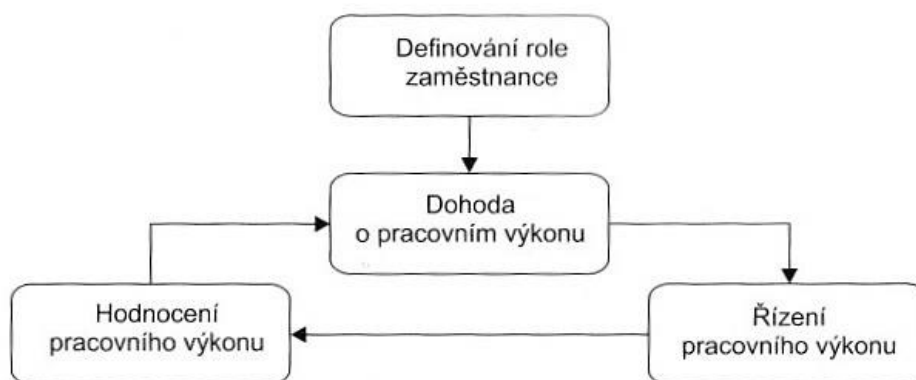 Definování role
zaměstnance
Dohoda
o pracovním výkonu
Hodnocení
pracovního výkonu
Řízení
pracovního výkonu